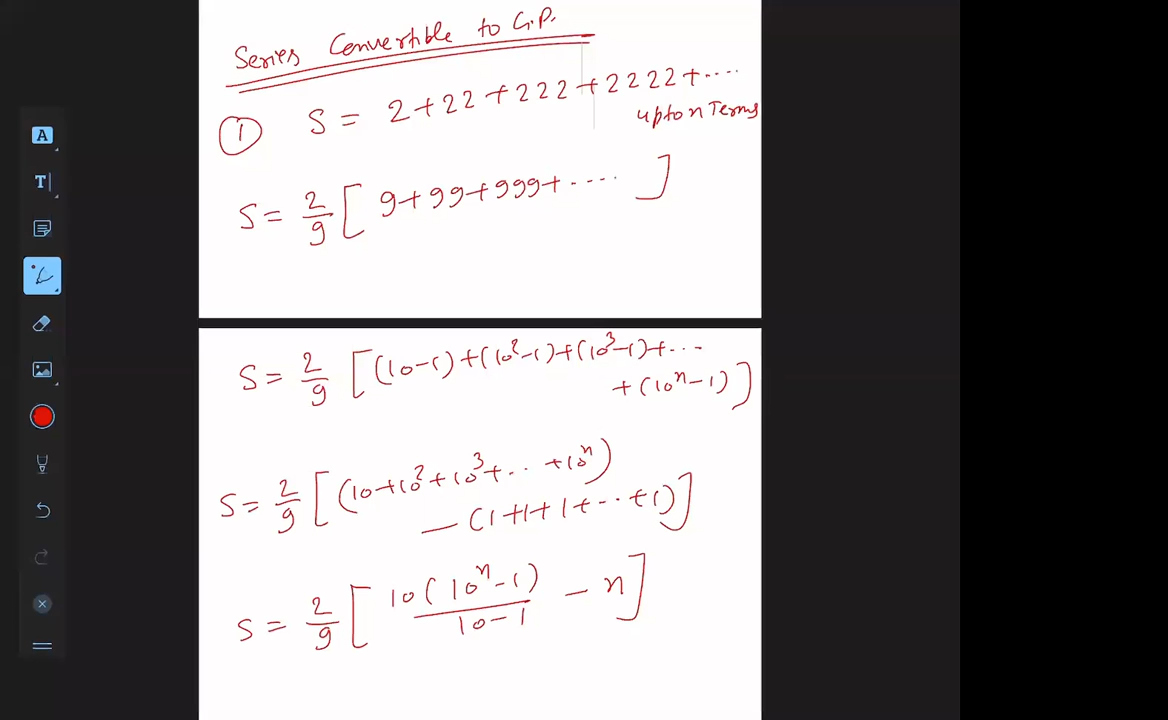 Series Convertible to G.P.
① S = 2+22+222+2222+....
upto n Terms
S = 2/9 [ 9+99+999+.... ]
S = 2/9 [(10-1)+(10²-1)+(10³-1)+...
+(10ⁿ-1)]
S = 2/9 [(10+10²+10³+... +10ⁿ)
- (1+1+1+...+1)]
S = 2/9 [ 10(10ⁿ-1)/10-1 - n ]
A
T